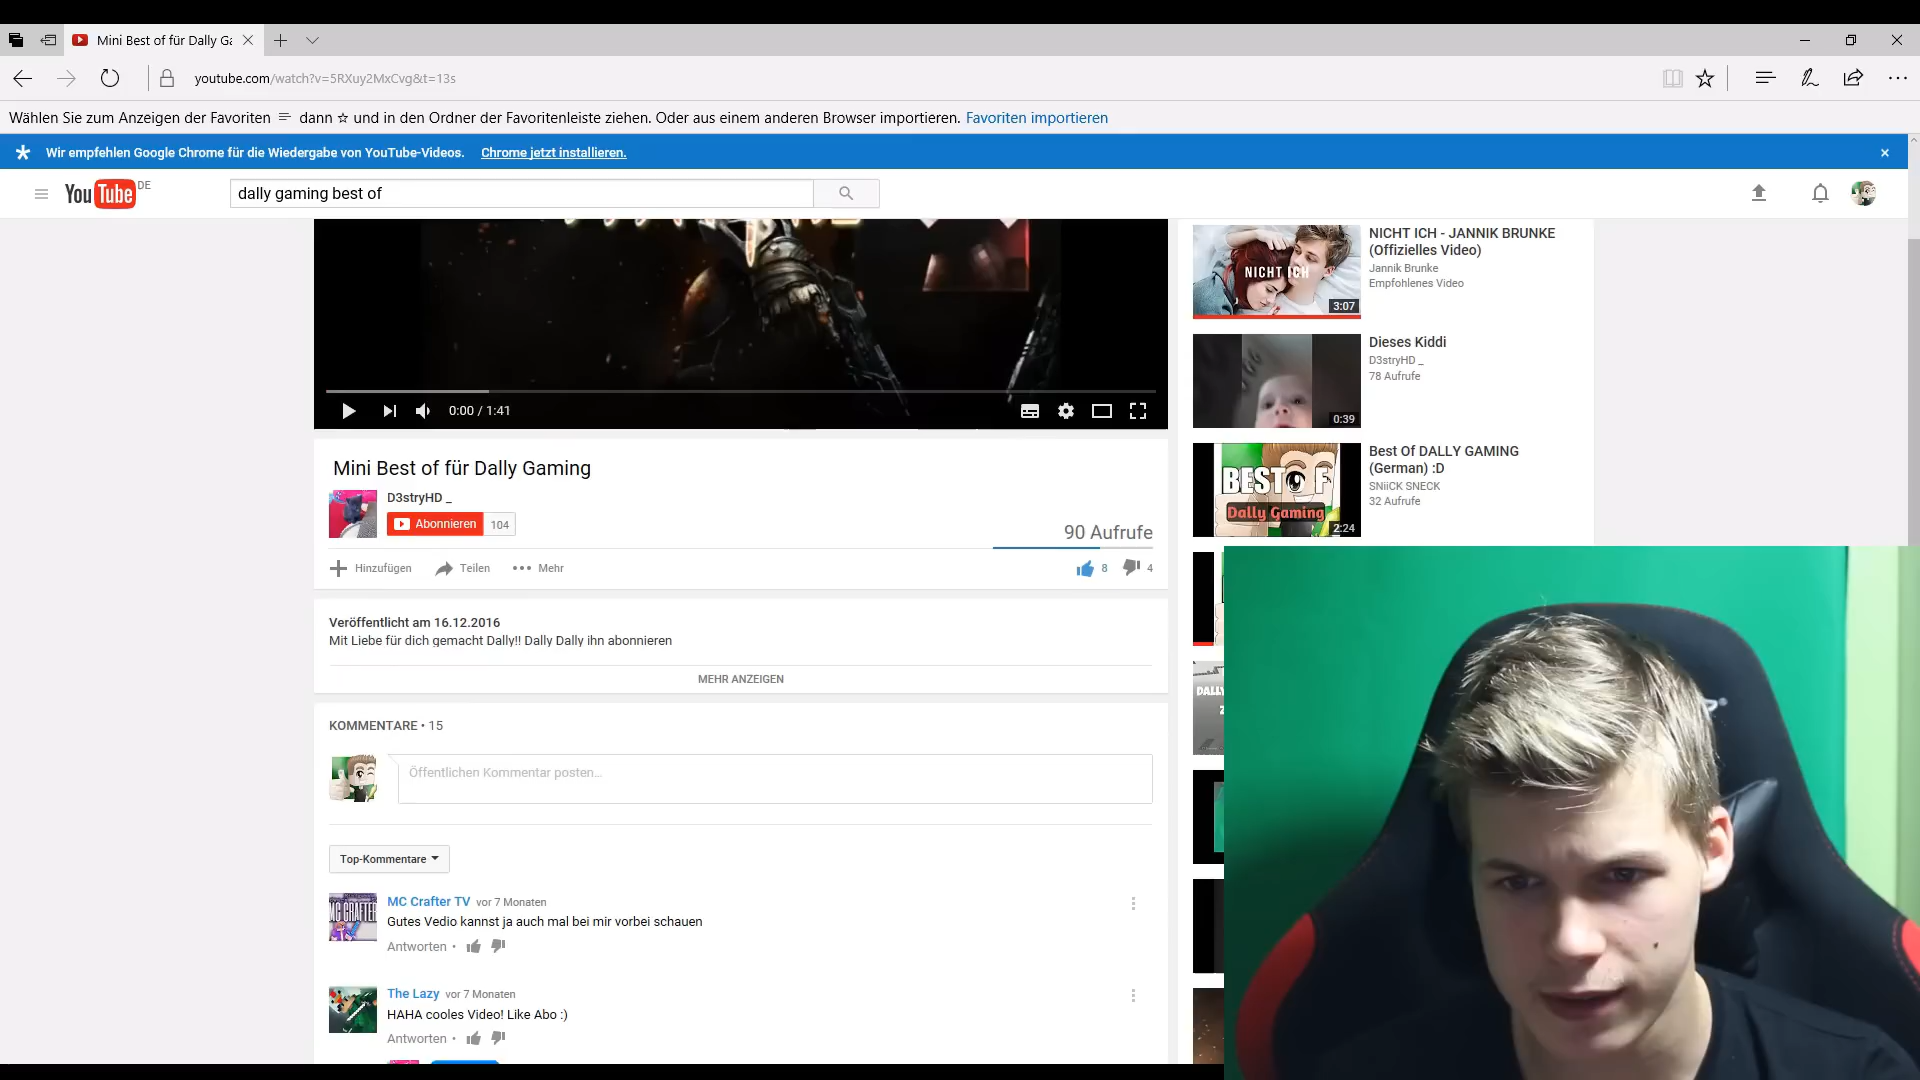 Mini Best of für Dally Ga
youtube.com/watch?v=5RXuy2MxCvg&t=13s
Wählen Sie zum Anzeigen der Favoriten dann und in den Ordner der Favoritenleiste ziehen. Oder aus einem anderen Browser importieren. Favoriten importieren
Wir empfehlen Google Chrome für die Wiedergabe von YouTube-Videos. Chrome jetzt installieren.
YouTube DE
dally gaming best of
0:00 / 1:41
Mini Best of für Dally Gaming
D3stryHD _
Abonnieren 104
90 Aufrufe
Hinzufügen Teilen Mehr 8 4
Veröffentlicht am 16.12.2016
Mit Liebe für dich gemacht Dally!! Dally Dally ihn abonnieren
MEHR ANZEIGEN
KOMMENTARE • 15
Öffentlichen Kommentar posten...
Top-Kommentare
MC CRAFTER
MC Crafter TV vor 7 Monaten
Gutes Vedio kannst ja auch mal bei mir vorbei schauen
Antworten •
The Lazy vor 7 Monaten
HAHA cooles Video! Like Abo :)
Antworten •
NICHT ICH
3:07
NICHT ICH - JANNIK BRUNKE
(Offizielles Video)
Jannik Brunke
Empfohlenes Video
0:39
Dieses Kiddi
D3stryHD _
78 Aufrufe
BEST OF
Dally Gaming
2:24
Best Of DALLY GAMING
(German) :D
SNiiCK SNECK
32 Aufrufe
DALLY